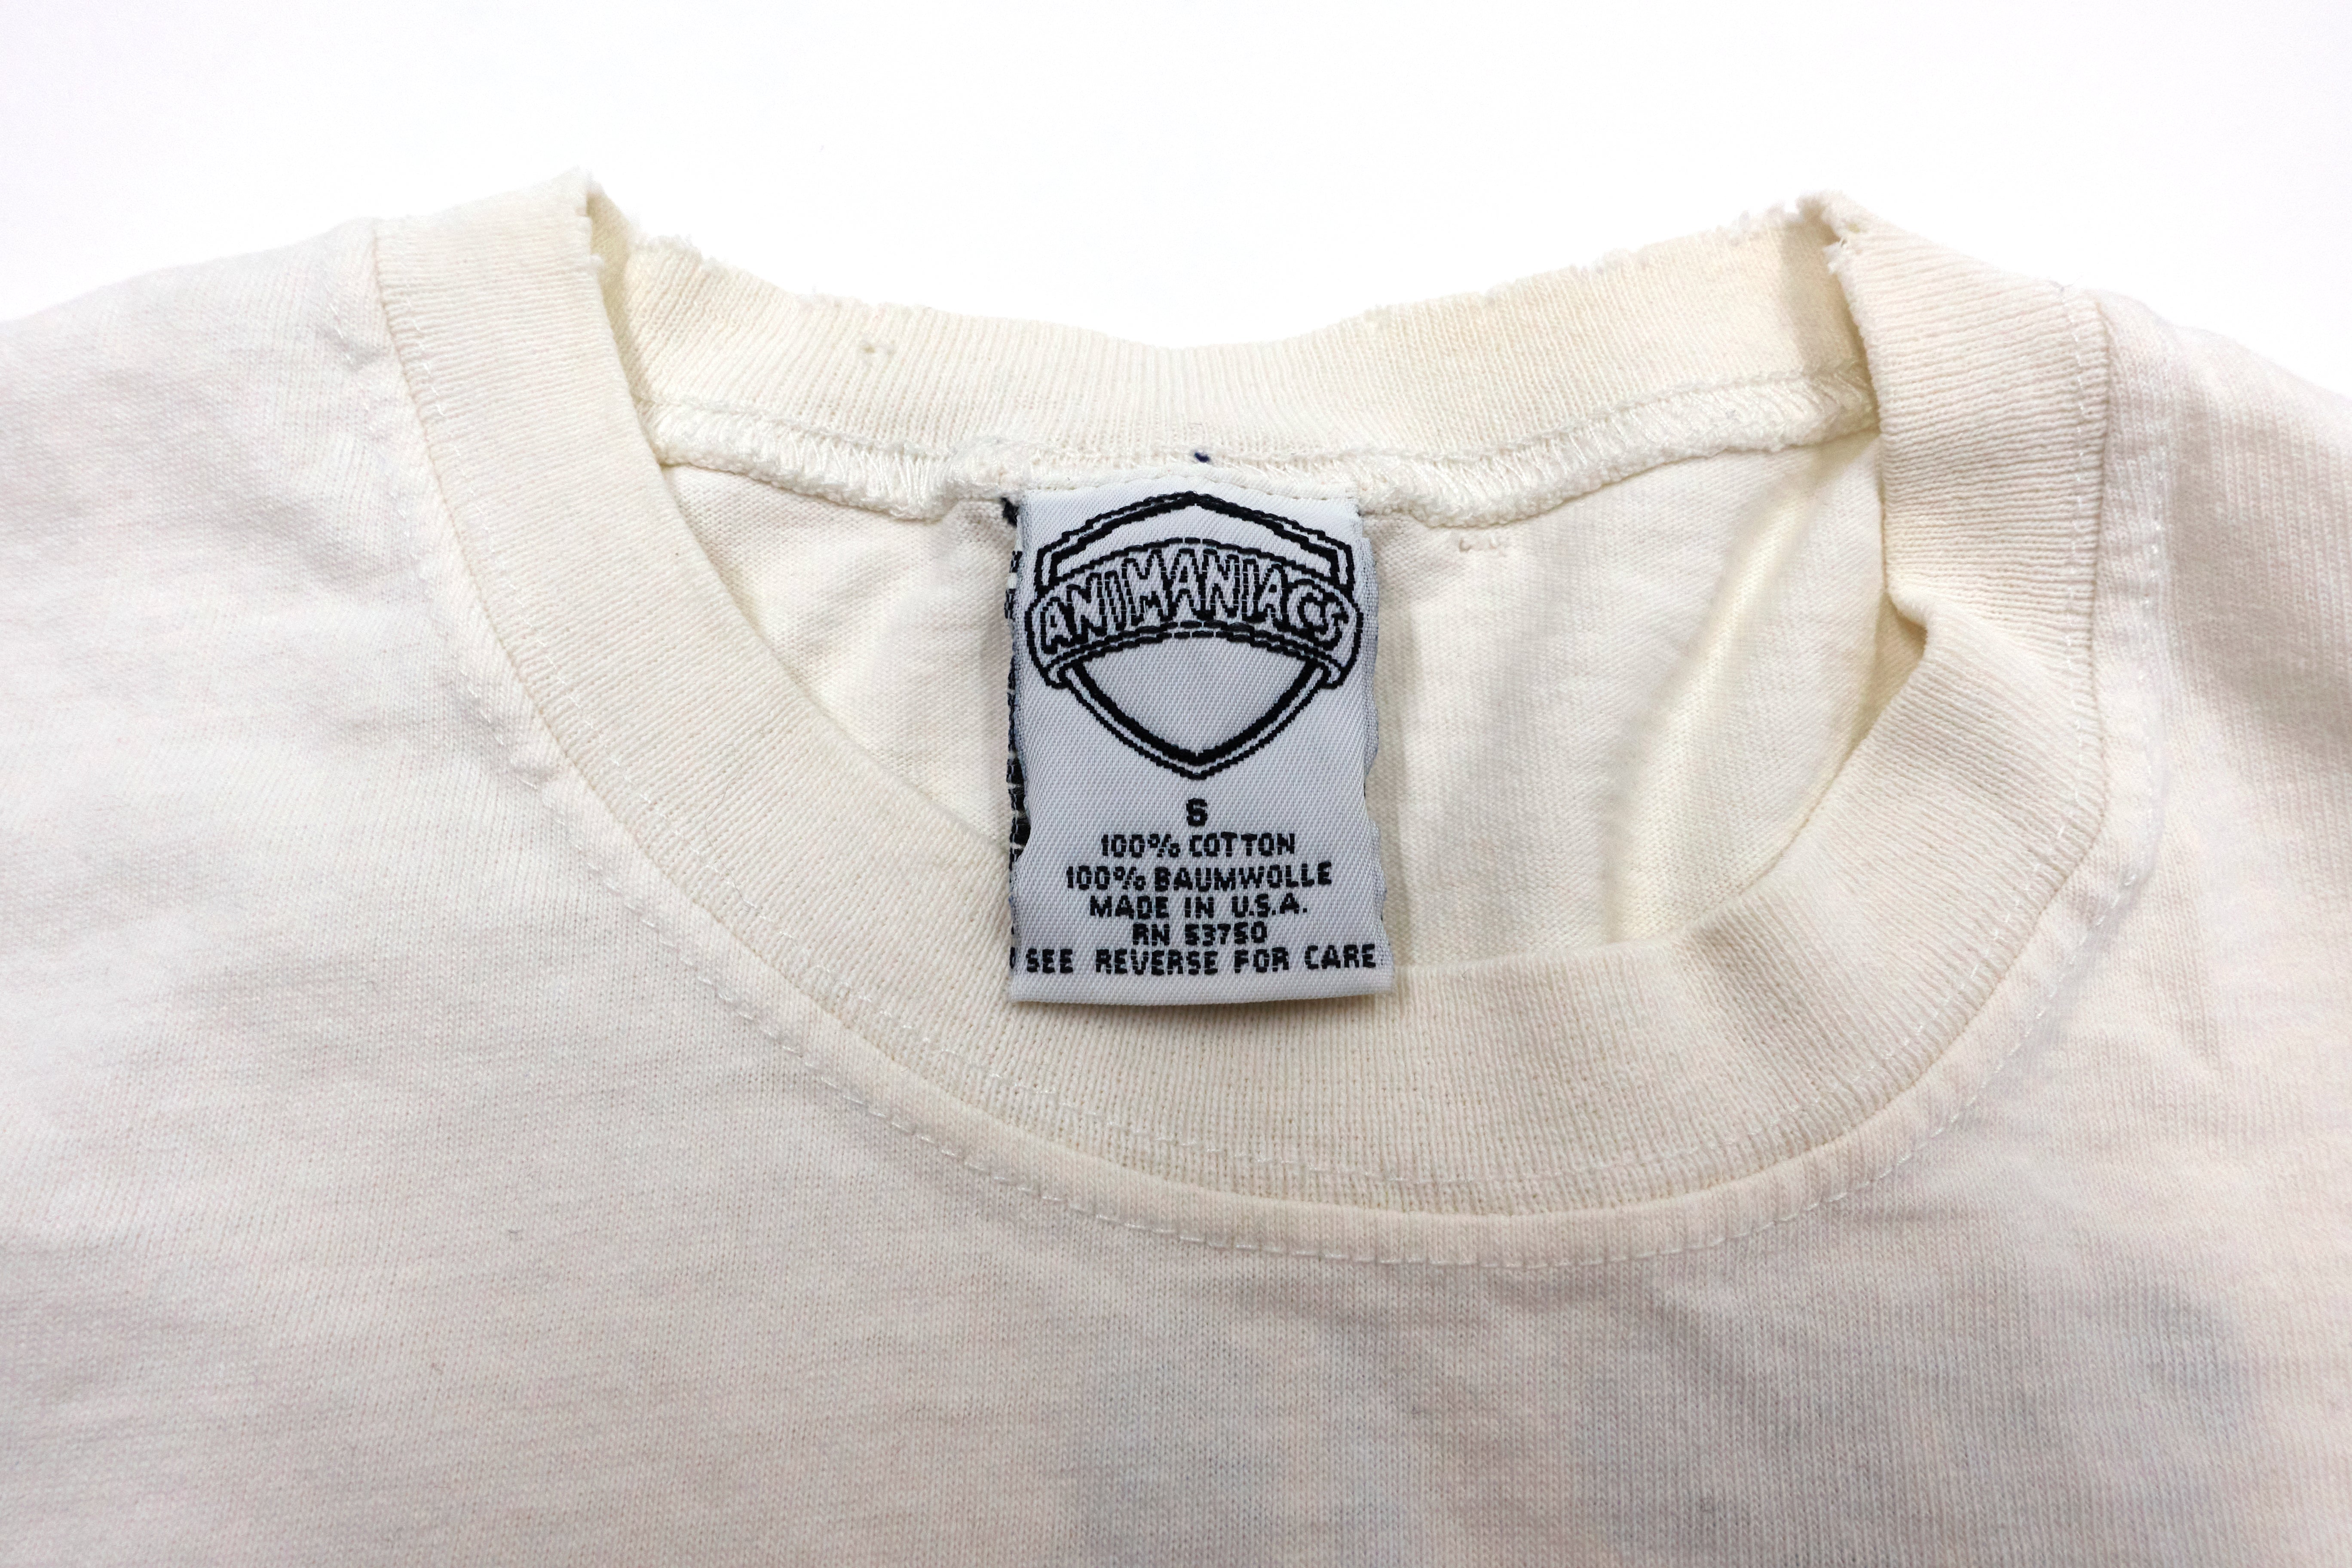 ANIMANIACS
S
100% COTTON
100% BAUMWOLLE
MADE IN U.S.A.
RN 53750
SEE REVERSE FOR CARE